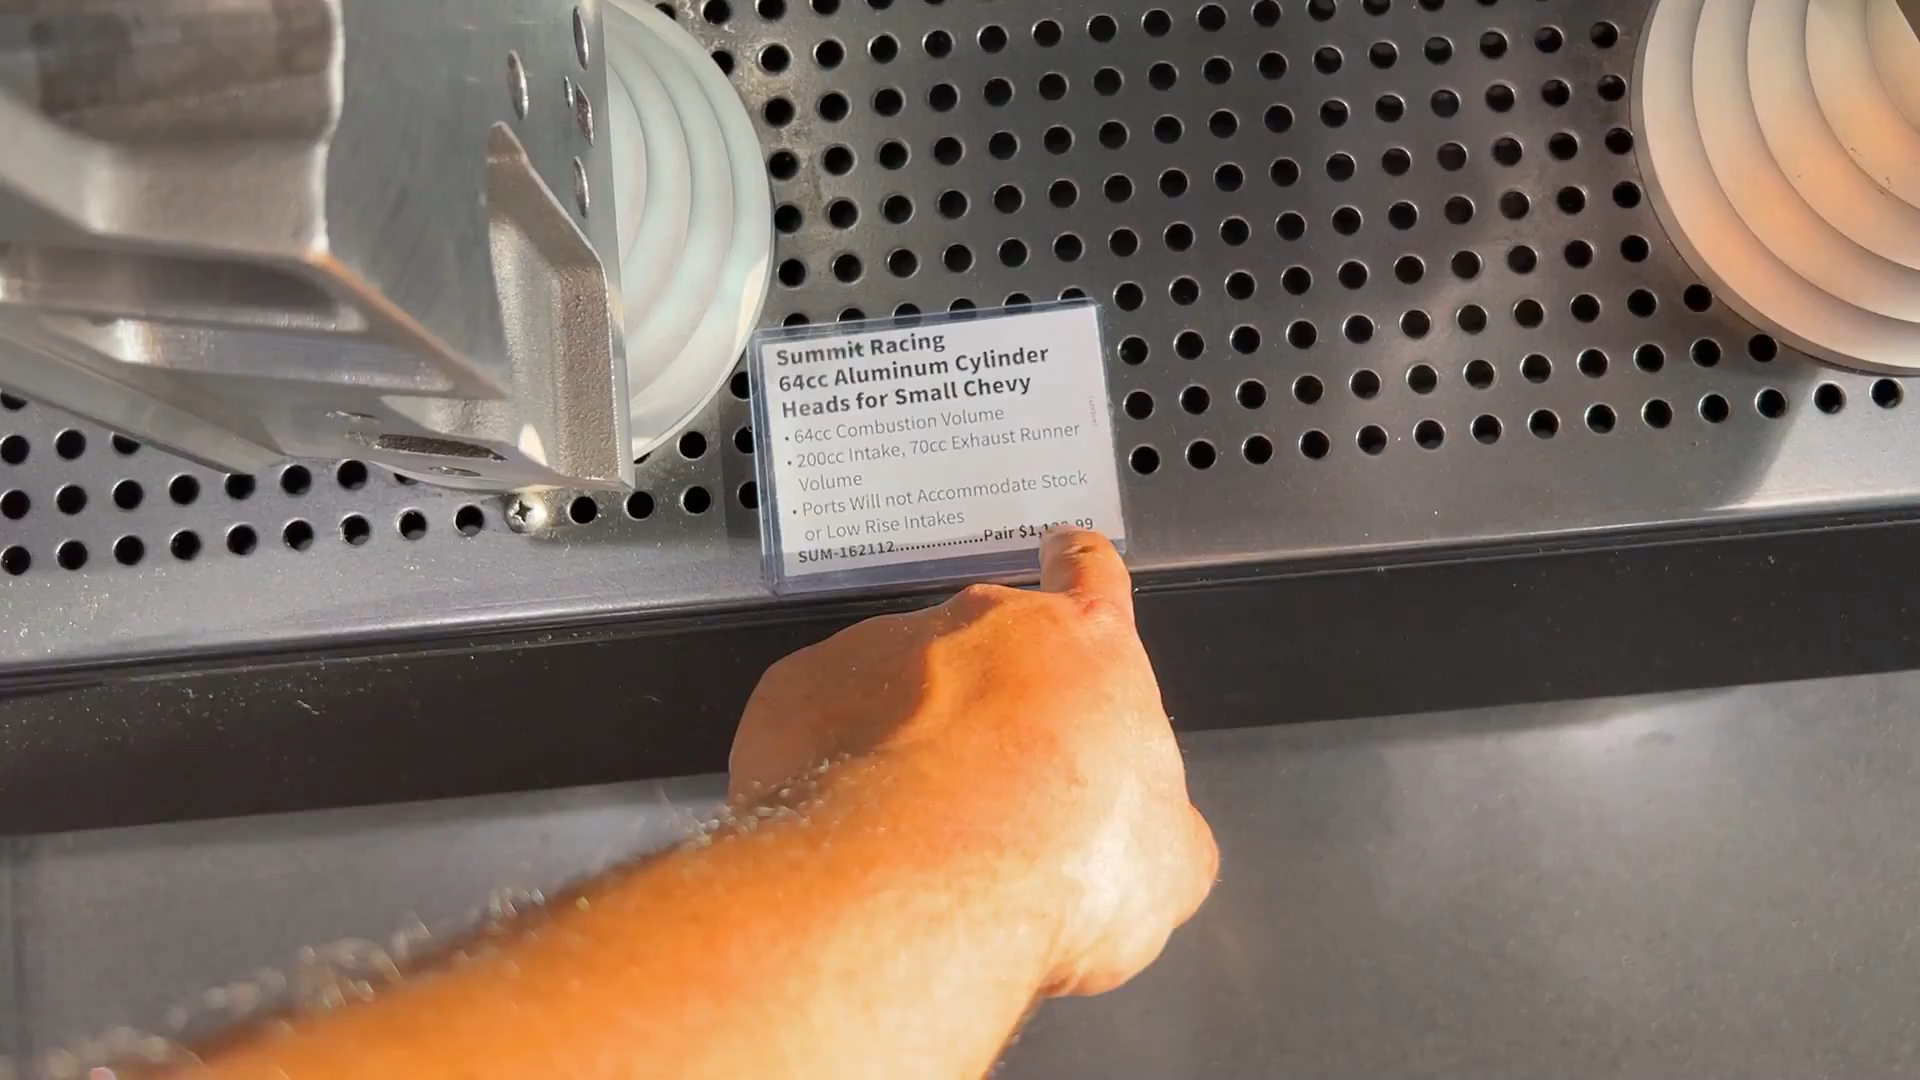 Summit Racing
64cc Aluminum Cylinder
Heads for Small Chevy
• 64cc Combustion Volume
• 200cc Intake, 70cc Exhaust Runner
Volume
• Ports Will not Accommodate Stock
or Low Rise Intakes
SUM-162112..................Pair